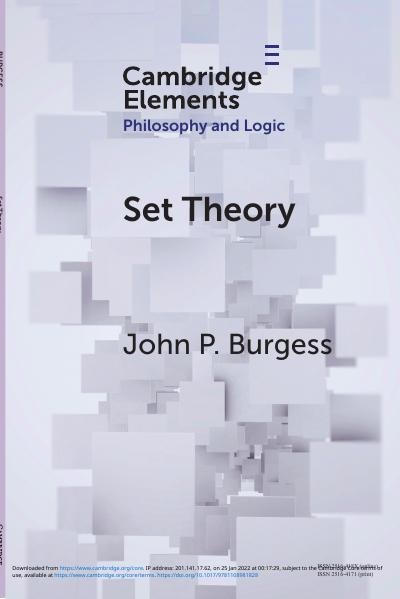 Cambridge
Elements
Philosophy and Logic
Set Theory
John P. Burgess
Downloaded from https://www.cambridge.org/core. IP address: 201.141.17.62, on 25 Jan 2022 at 00:17:29, subject to the Cambridge Core terms of
use, available at https://www.cambridge.org/core/terms. https://doi.org/10.1017/9781108981828
ISSN 2516-4171 (print)